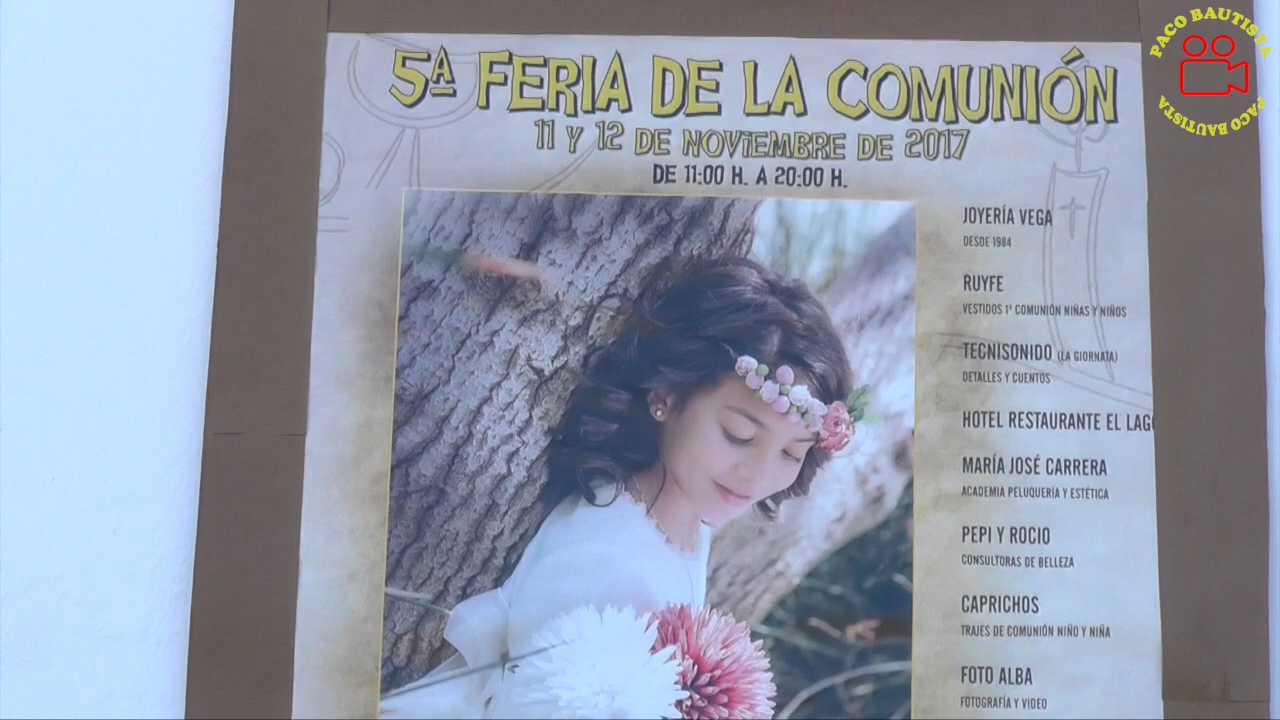 5ª FERIA DE LA COMUNIÓN
11 Y 12 DE NOVIEMBRE DE 2017
DE 11:00 H. A 20:00 H.
JOYERÍA VEGA
DESDE 1984
RUYFE
VESTIDOS 1ª COMUNIÓN NIÑAS Y NIÑOS
TECNISONIDO (LA GIORNATA)
DETALLES Y CUENTOS
HOTEL RESTAURANTE EL LAGO
MARÍA JOSÉ CARRERA
ACADEMIA PELUQUERÍA Y ESTÉTICA
PEPI Y ROCIO
CONSULTORAS DE BELLEZA
CAPRICHOS
TRAJES DE COMUNIÓN NIÑO Y NIÑA
FOTO ALBA
FOTOGRAFÍA Y VIDEO
PACO BAUTISTA
PACO BAUTISTA